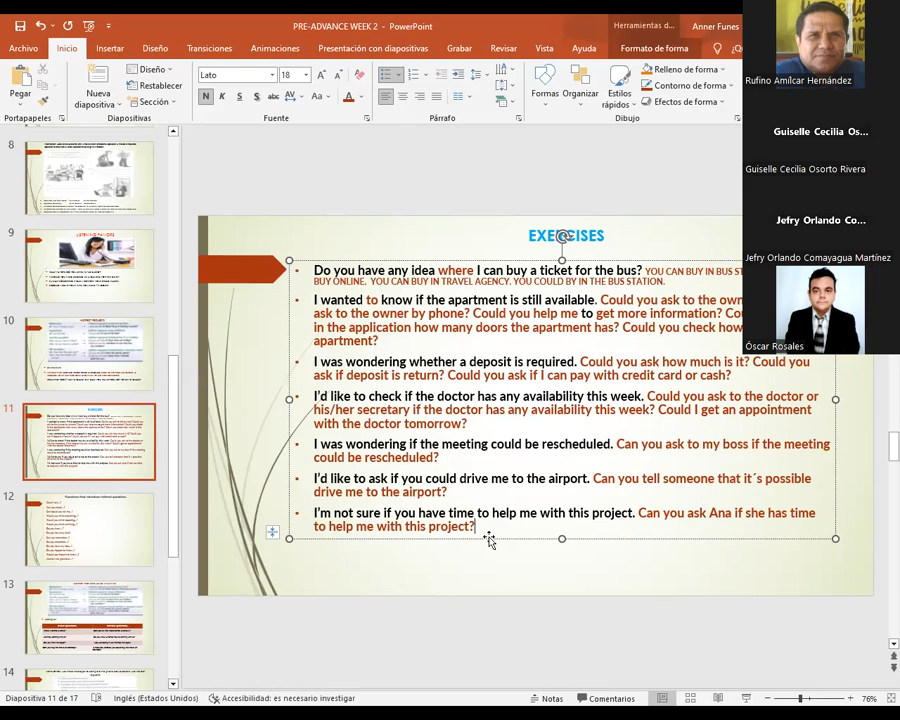 PRE-ADVANCE WEEK 2 - PowerPoint
Herramientas d...
Anner Funes
Archivo Inicio Insertar Diseño Transiciones Animaciones Presentación con diapositivas Grabar Revisar Vista Ayuda Formato de forma
Pegar
Nueva
diapositiva
Diseño
Restablecer
Sección
Lato 18
N K S S abc AV Aa A
Formas
Organizar
Estilos
rápidos
Relleno de forma
Contorno de forma
Efectos de forma
Portapapeles Diapositivas Fuente Párrafo Dibujo
Rufino Amílcar Hernández
Guiselle Cecilia Os...
Guiselle Cecilia Osorto Rivera
Jefry Orlando Co...
Jefry Orlando Comayagua Martínez
Óscar Rosales
8
9
10
11
12
13
14
EXERCISES
Do you have any idea where I can buy a ticket for the bus? YOU CAN BUY IN BUS ST
BUY ONLINE. YOU CAN BUY IN TRAVEL AGENCY. YOU COULD BY IN THE BUS STATION.
I wanted to know if the apartment is still available. Could you ask to the own
ask to the owner by phone? Could you help me to get more information? Co
in the application how many doors the apartment has? Could you check how
apartment?
I was wondering whether a deposit is required. Could you ask how much is it? Could you
ask if deposit is return? Could you ask if I can pay with credit card or cash?
I'd like to check if the doctor has any availability this week. Could you ask to the doctor or
his/her secretary if the doctor has any availability this week? Could I get an appointment
with the doctor tomorrow?
I was wondering if the meeting could be rescheduled. Can you ask to my boss if the meeting
could be rescheduled?
I'd like to ask if you could drive me to the airport. Can you tell someone that it´s possible
drive me to the airport?
I'm not sure if you have time to help me with this project. Can you ask Ana if she has time
to help me with this project?
Diapositiva 11 de 17 Inglés (Estados Unidos) Accesibilidad: es necesario investigar Notas Comentarios 76%